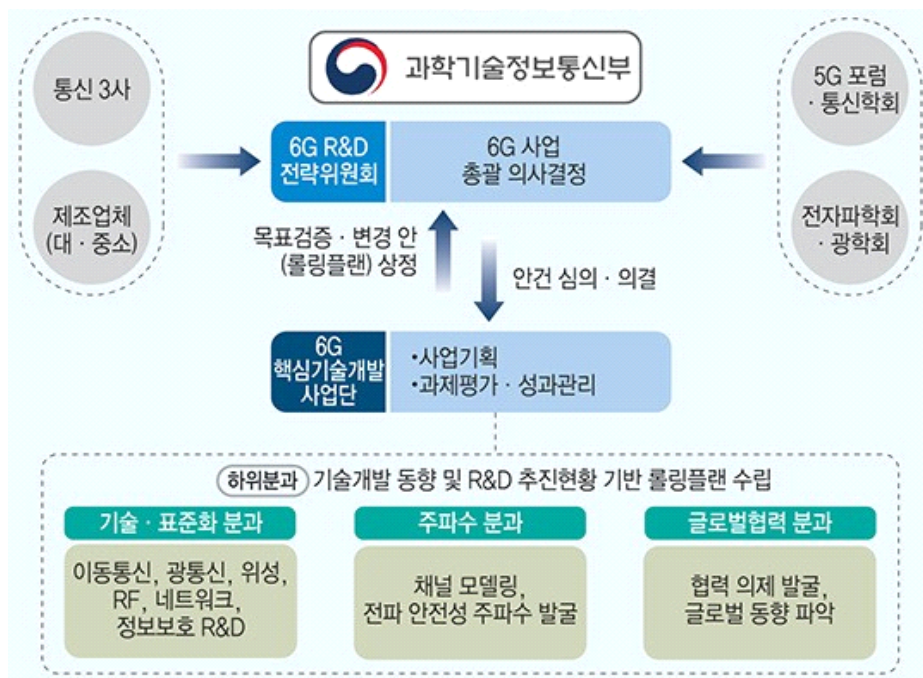 과학기술정보통신부
통신 3사
제조업체
(대 · 중소)
6G R&D
전략위원회
6G 사업
총괄 의사결정
5G 포럼
· 통신학회
전자파학회
· 광학회
목표검증 · 변경 안
(롤링플랜) 상정
안건 심의 · 의결
6G
핵심기술개발
사업단
•사업기획
•과제평가 · 성과관리
하위분과 기술개발 동향 및 R&D 추진현황 기반 롤링플랜 수립
기술 · 표준화 분과
이동통신, 광통신, 위성,
RF, 네트워크,
정보보호 R&D
주파수 분과
채널 모델링,
전파 안전성 주파수 발굴
글로벌협력 분과
협력 의제 발굴,
글로벌 동향 파악